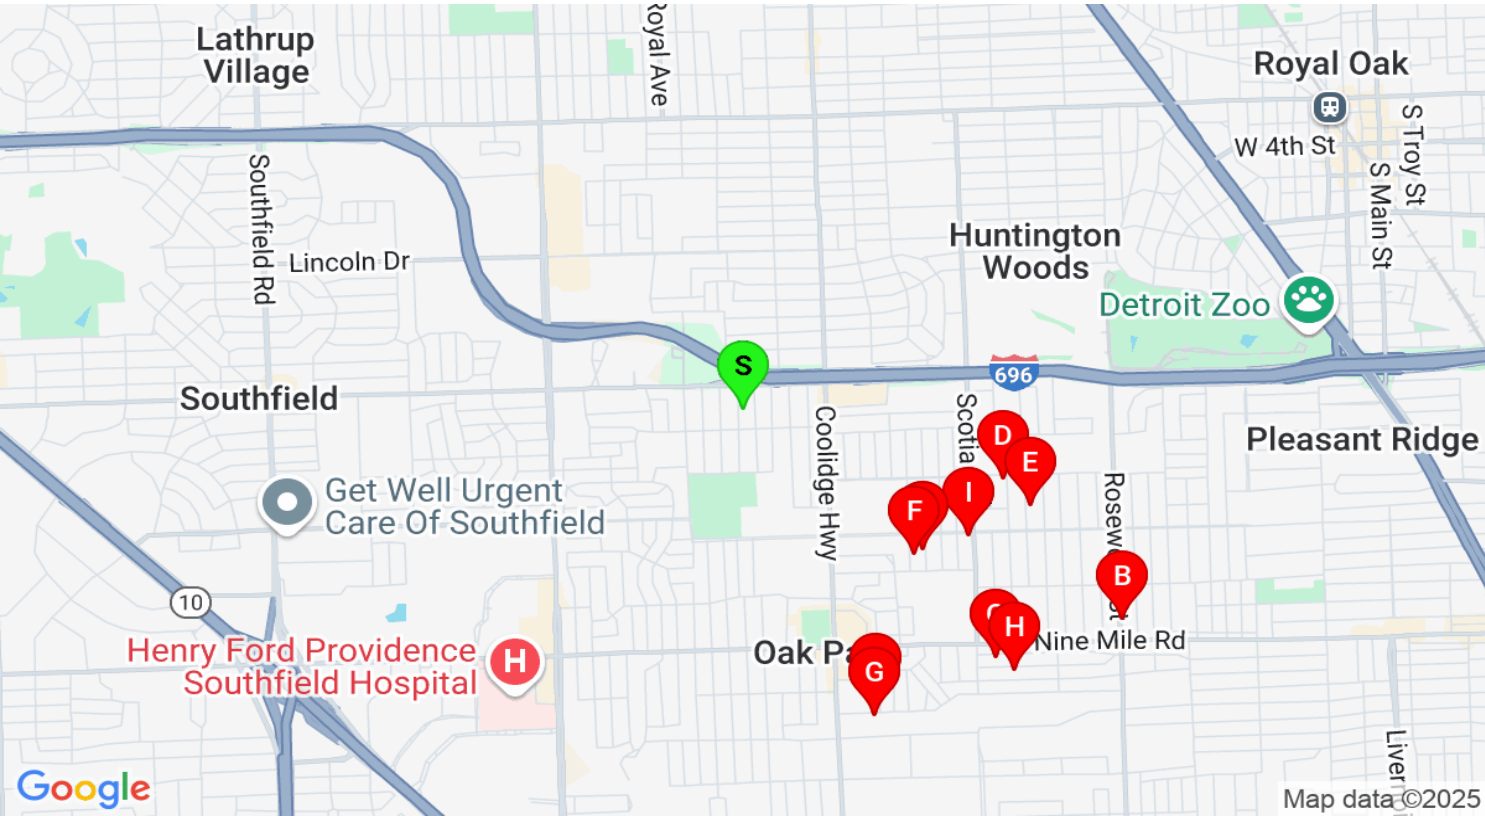 Lathrup
Village
Royal Ave
Royal Oak
S Troy St
W 4th St
S Main St
Southfield Rd
Lincoln Dr
Huntington
Woods
Detroit Zoo
S
696
Southfield
Coolidge Hwy
Scotia
D
E
Pleasant Ridge
Get Well Urgent
Care Of Southfield
I
F
B
10
H
Nine Mile Rd
Henry Ford Providence
Southfield Hospital
H
Oak Pa
G
Google
Map data ©2025